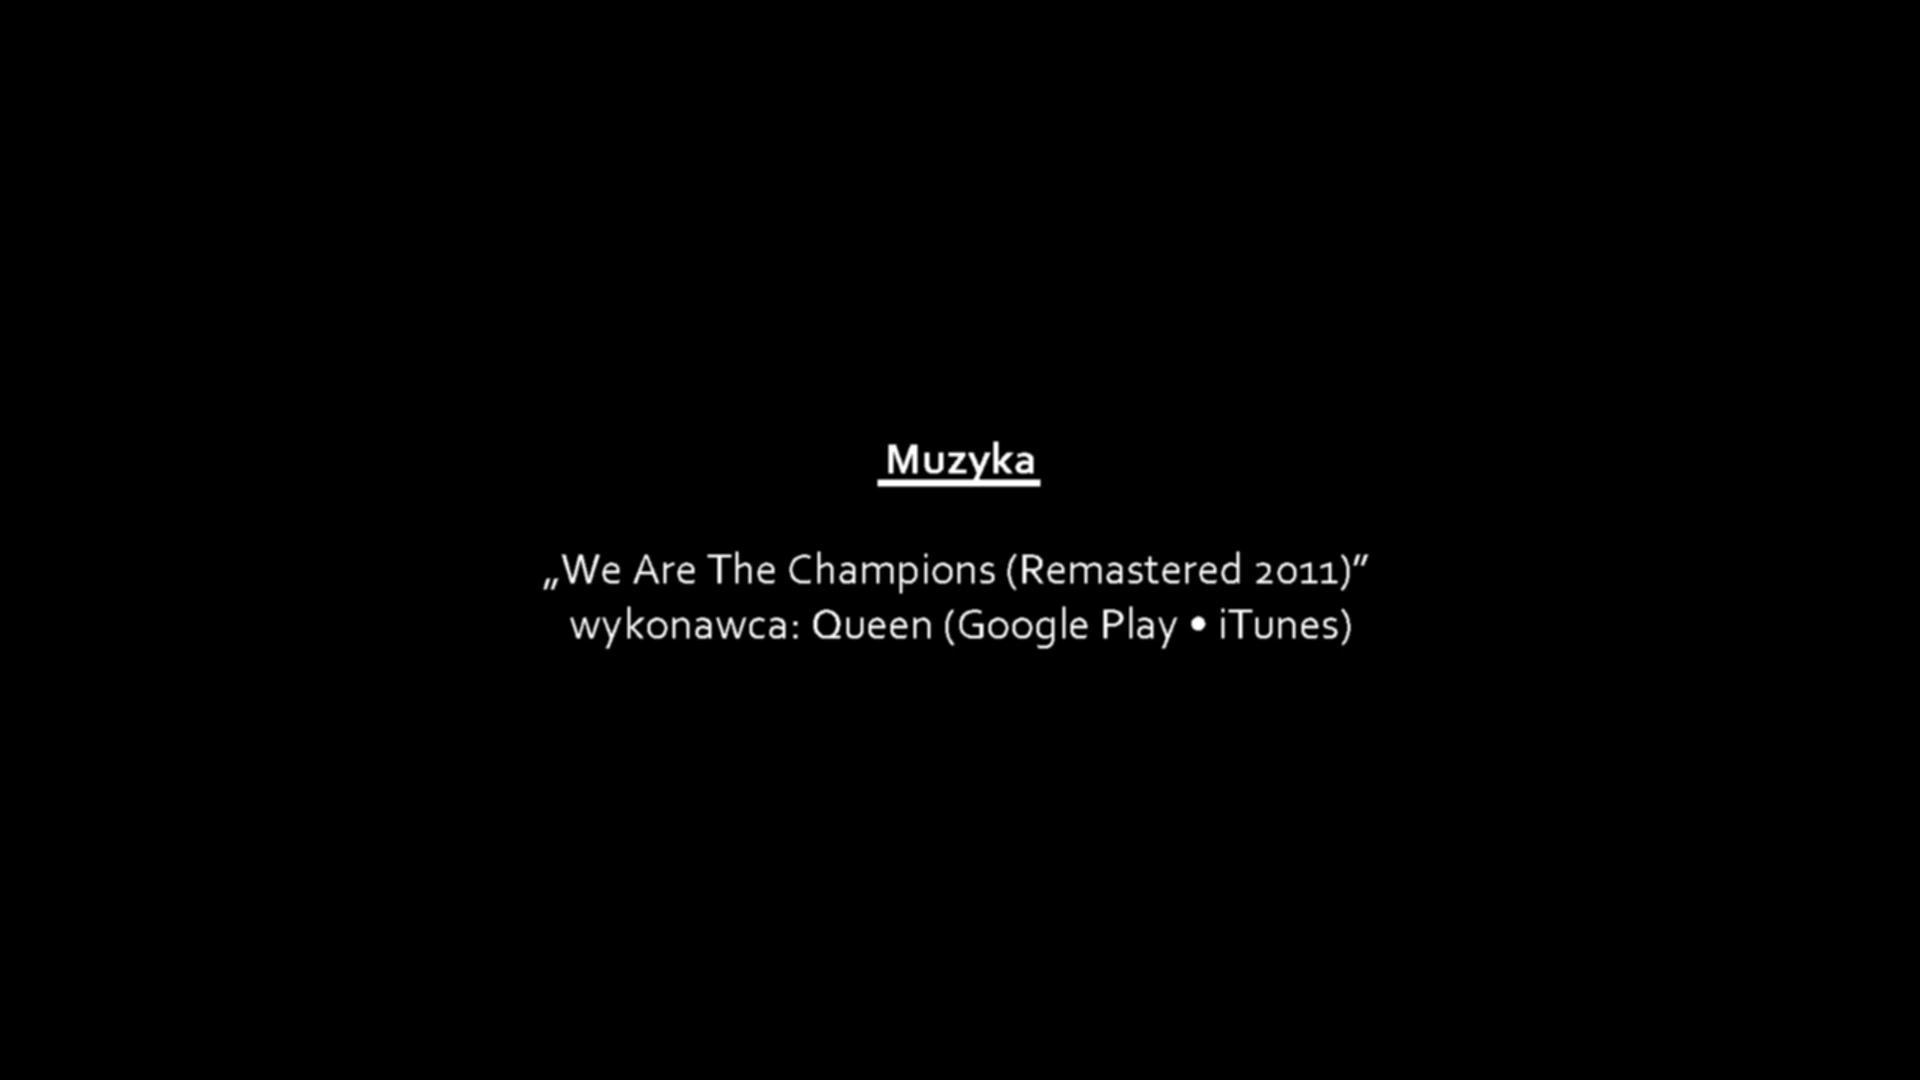 Muzyka
„We Are The Champions (Remastered 2011)”
wykonawca: Queen (Google Play • iTunes)